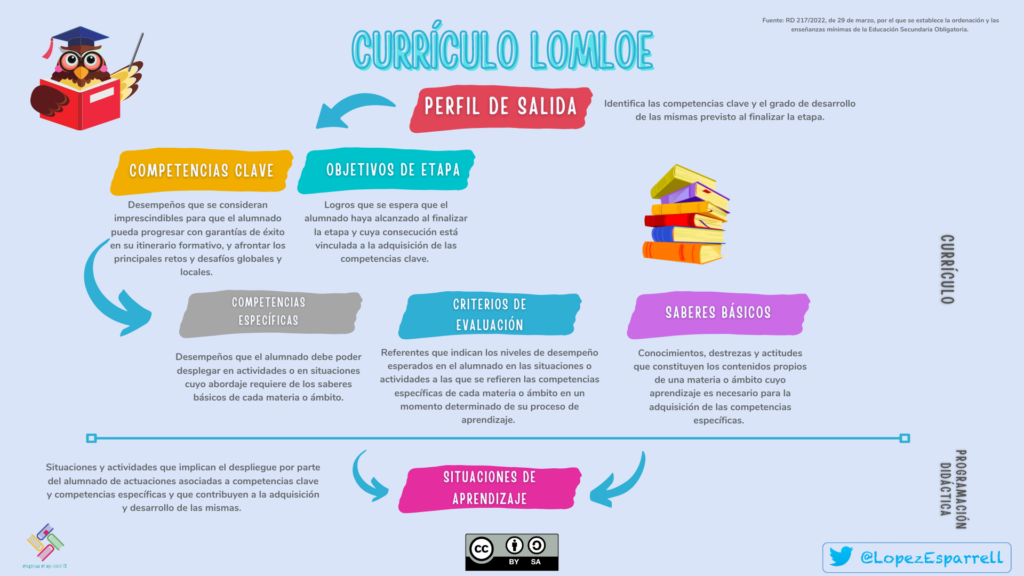 Fuente: RD 217/2022, de 29 de marzo, por el que se establece la ordenación y las
enseñanzas mínimas de la Educación Secundaria Obligatoria.
CURRÍCULO LOMLOE
PERFIL DE SALIDA
Identifica las competencias clave y el grado de desarrollo
de las mismas previsto al finalizar la etapa.
COMPETENCIAS CLAVE
Desempeños que se consideran
imprescindibles para que el alumnado
pueda progresar con garantías de éxito
en su itinerario formativo, y afrontar los
principales retos y desafíos globales y
locales.
OBJETIVOS DE ETAPA
Logros que se espera que el
alumnado haya alcanzado al finalizar
la etapa y cuya consecución está
vinculada a la adquisición de las
competencias clave.
CURRÍCULO
COMPETENCIAS
ESPECÍFICAS
Desempeños que el alumnado debe poder
desplegar en actividades o en situaciones
cuyo abordaje requiere de los saberes
básicos de cada materia o ámbito.
CRITERIOS DE
EVALUACIÓN
Referentes que indican los niveles de desempeño
esperados en el alumnado en las situaciones o
actividades a las que se refieren las competencias
específicas de cada materia o ámbito en un
momento determinado de su proceso de
aprendizaje.
SABERES BÁSICOS
Conocimientos, destrezas y actitudes
que constituyen los contenidos propios
de una materia o ámbito cuyo
aprendizaje es necesario para la
adquisición de las competencias
específicas.
Situaciones y actividades que implican el despliegue por parte
del alumnado de actuaciones asociadas a competencias clave
y competencias específicas y que contribuyen a la adquisición
y desarrollo de las mismas.
SITUACIONES DE
APRENDIZAJE
PROGRAMACIÓN
DIDÁCTICA
cc
BY SA
@LopezEsparrell